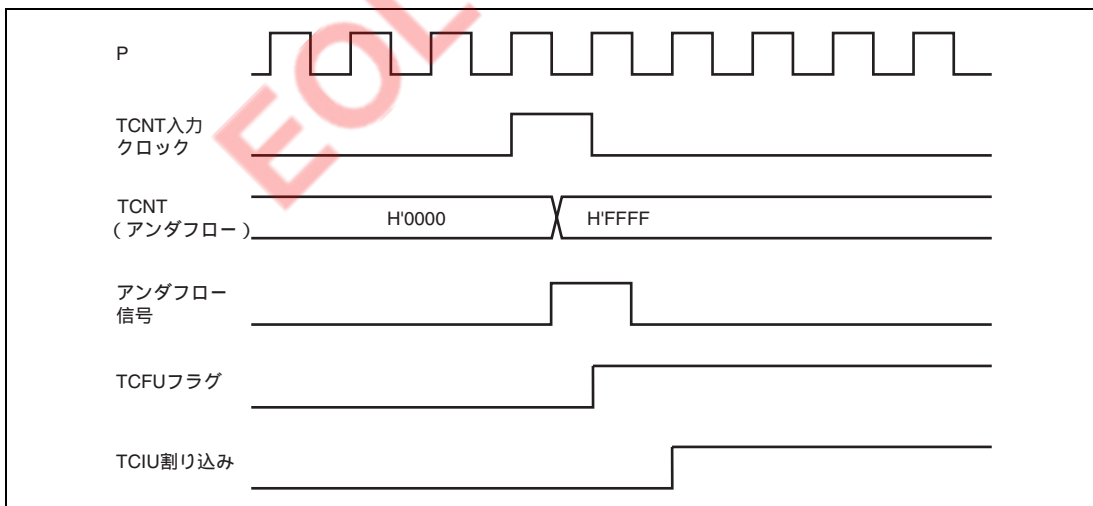 P
TCNT入力
クロック
TCNT
(アンダフロー)
H'0000
H'FFFF
アンダフロー
信号
TCFUフラグ
TCIU割り込み
EOL